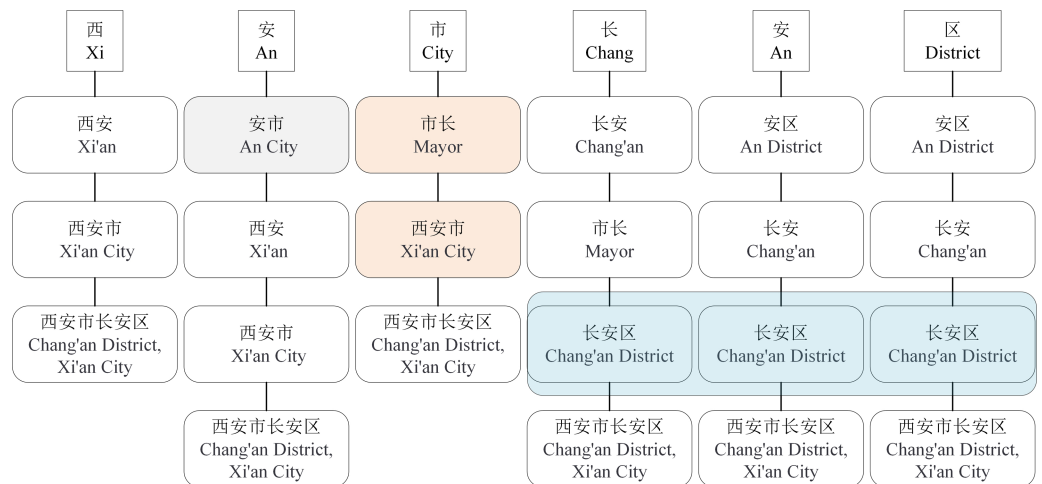 西
Xi
安
An
市
City
长
Chang
安
An
区
District
西安
Xi'an
安市
An City
市长
Mayor
长安
Chang'an
安区
An District
安区
An District
西安市
Xi'an City
西安
Xi'an
西安市
Xi'an City
市长
Mayor
长安
Chang'an
长安
Chang'an
西安市长安区
Chang'an District,
Xi'an City
西安市
Xi'an City
西安市长安区
Chang'an District,
Xi'an City
长安区
Chang'an District
长安区
Chang'an District
长安区
Chang'an District
西安市长安区
Chang'an District,
Xi'an City
西安市长安区
Chang'an District,
Xi'an City
西安市长安区
Chang'an District,
Xi'an City
西安市长安区
Chang'an District,
Xi'an City